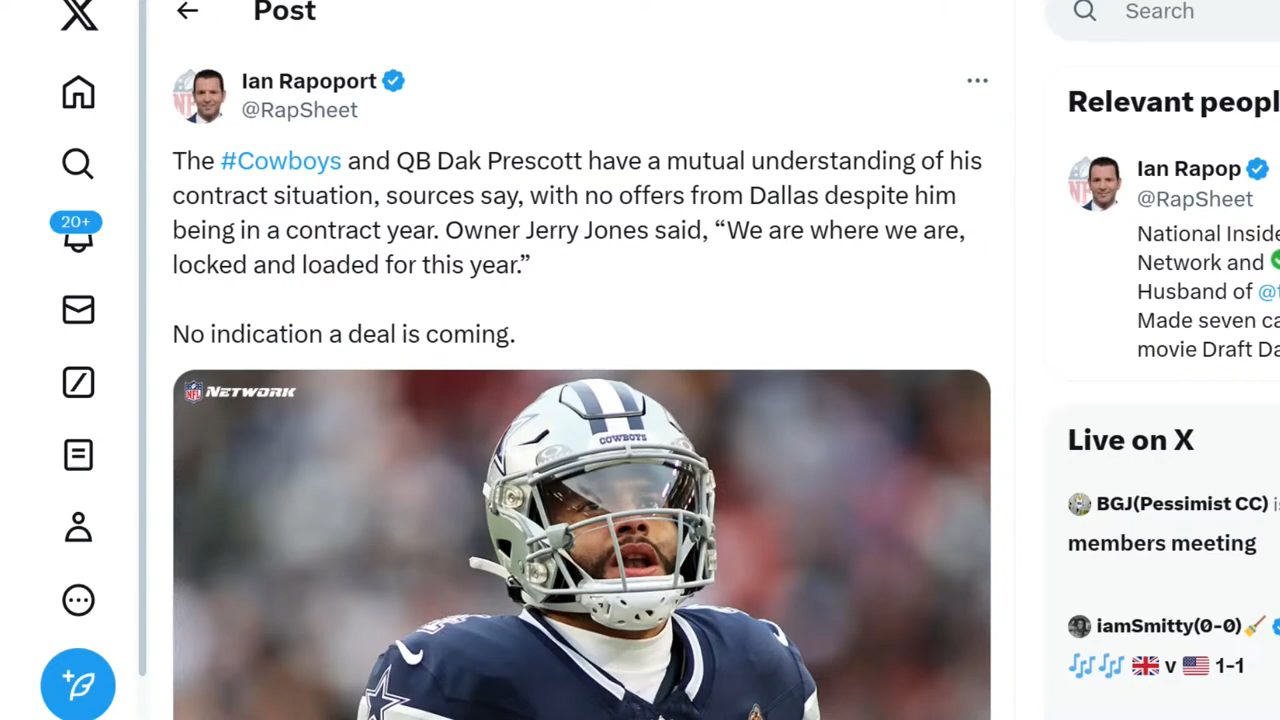 Post
Search
Ian Rapoport
@RapSheet
The #Cowboys and QB Dak Prescott have a mutual understanding of his
contract situation, sources say, with no offers from Dallas despite him
being in a contract year. Owner Jerry Jones said, “We are where we are,
locked and loaded for this year.”
No indication a deal is coming.
NFL NETWORK
COWBOYS
20+
Relevant peopl
Ian Rapop
@RapSheet
National Inside
Network and
Husband of @t
Made seven ca
movie Draft Da
Live on X
BGJ(Pessimist CC) is
members meeting
iamSmitty(0-0)
v 1-1